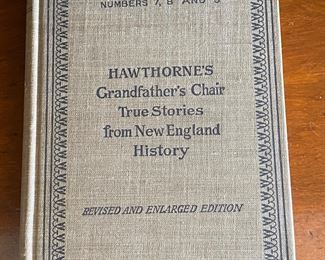 NUMBERS 7, 8 AND 9
HAWTHORNE'S
Grandfather's Chair
True Stories
from New England
History
REVISED AND ENLARGED EDITION